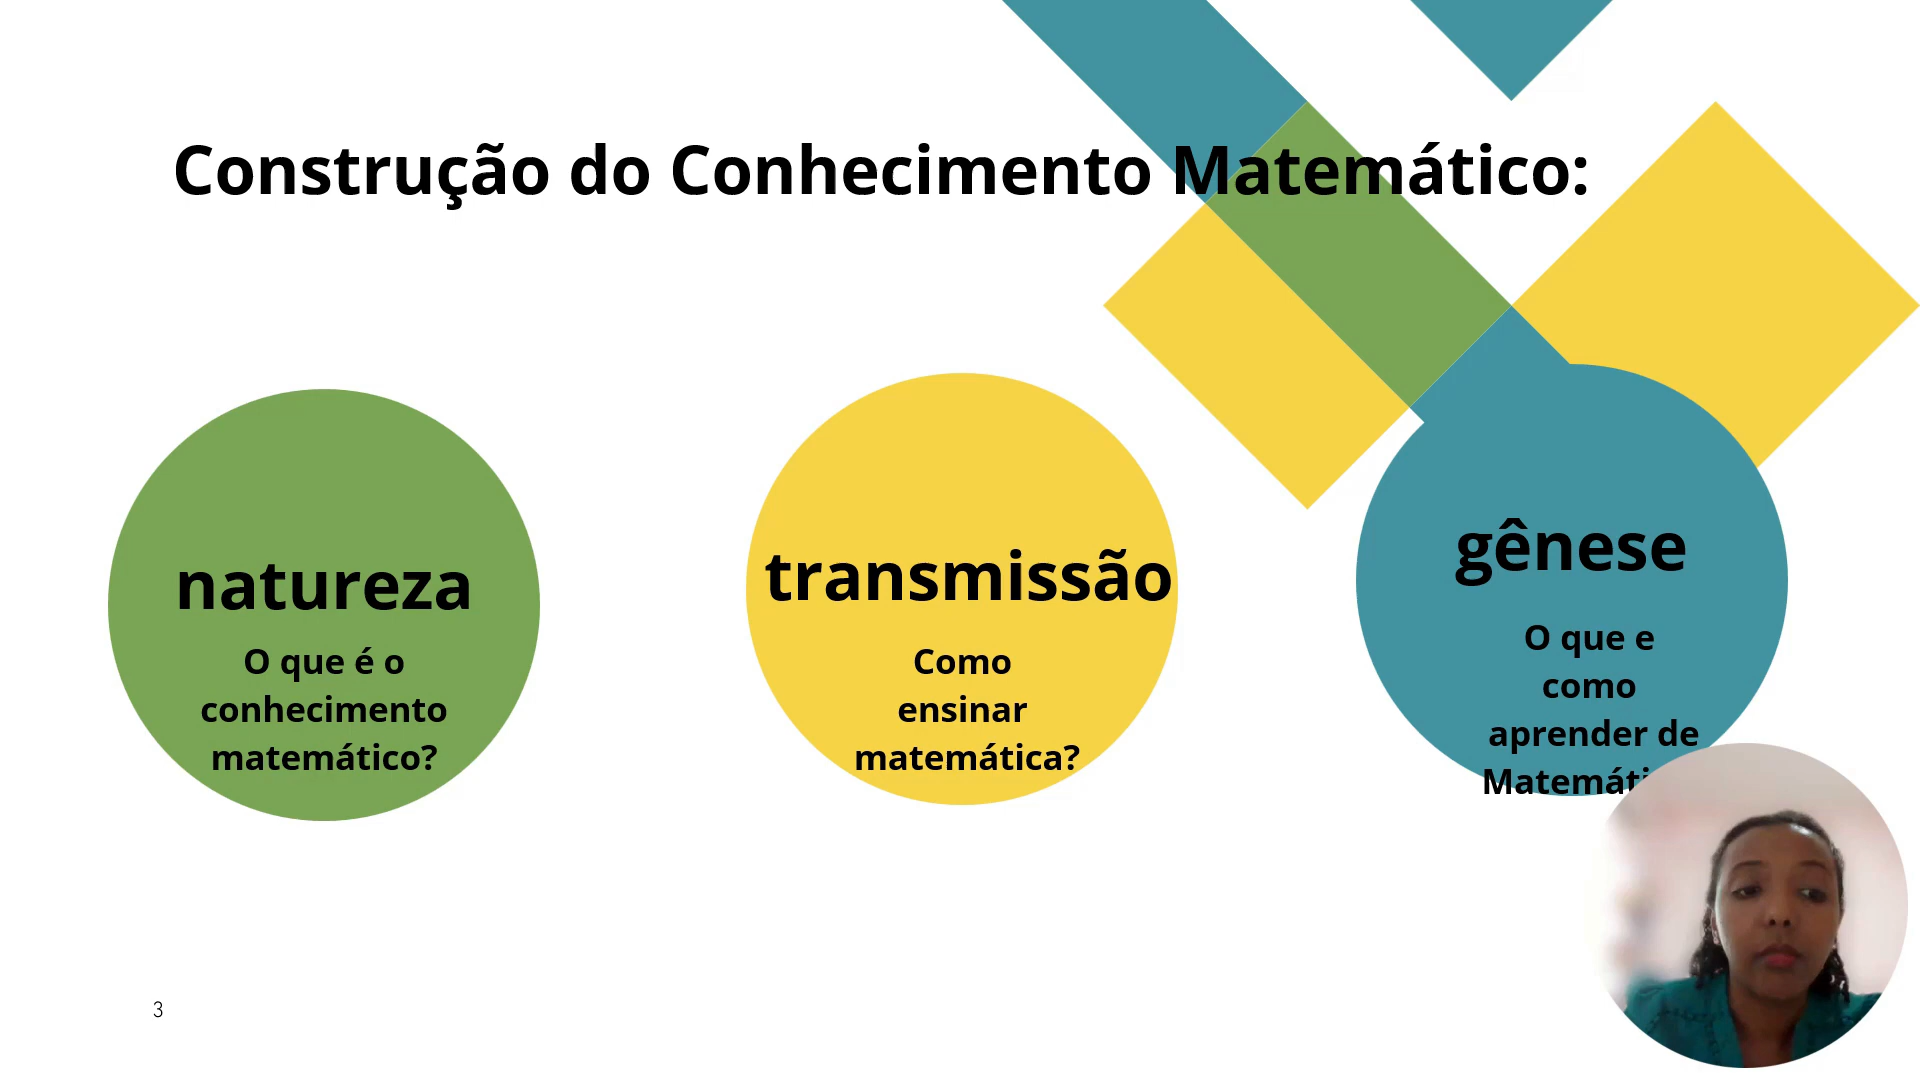 Construção do Conhecimento Matemático:
natureza
O que é o
conhecimento
matemático?
transmissão
Como
ensinar
matemática?
gênese
O que e
como
aprender de
3